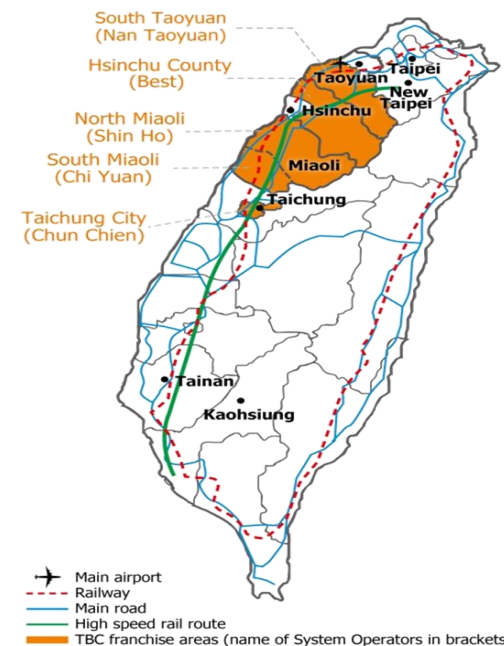 South Taoyuan
(Nan Taoyuan)
Hsinchu County
(Best)
North Miaoli
(Shin Ho)
South Miaoli
(Chi Yuan)
Taichung City
(Chun Chien)
Taoyuan
Taipei
New
Taipei
Hsinchu
Miaoli
Taichung
Tainan
Kaohsiung
Main airport
Railway
Main road
High speed rail route
TBC franchise areas (name of System Operators in brackets